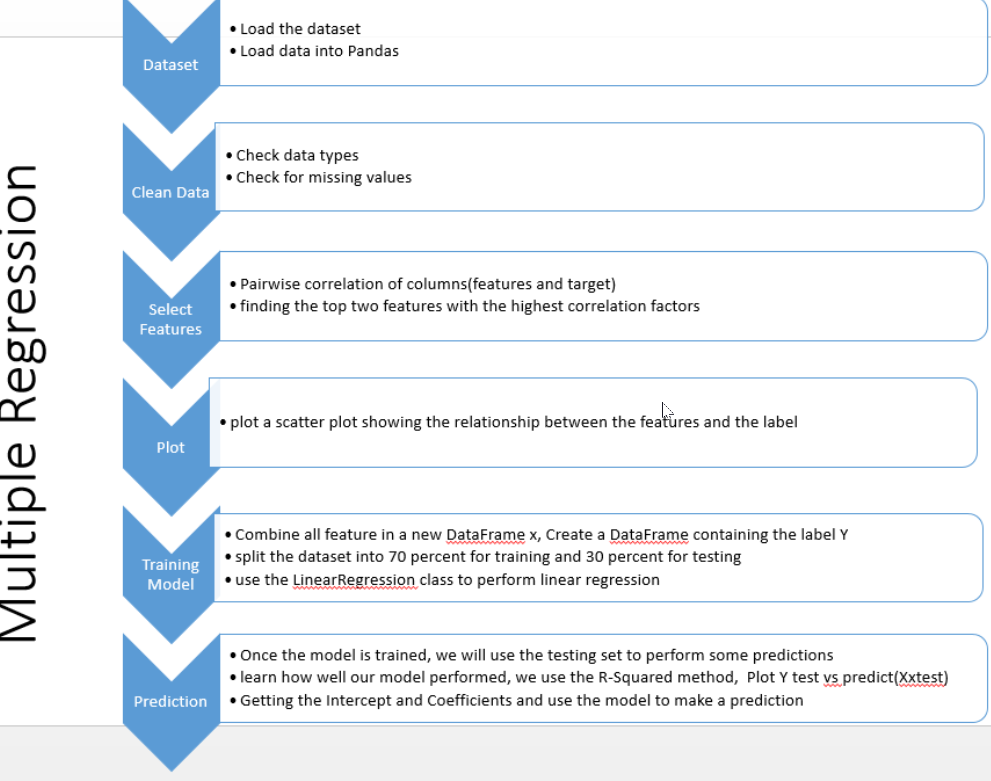 Multiple Regression
Dataset
• Load the dataset
• Load data into Pandas
Clean Data
• Check data types
• Check for missing values
Select
Features
• Pairwise correlation of columns(features and target)
• finding the top two features with the highest correlation factors
Plot
• plot a scatter plot showing the relationship between the features and the label
Training
Model
• Combine all feature in a new DataFrame x, Create a DataFrame containing the label Y
• split the dataset into 70 percent for training and 30 percent for testing
• use the LinearRegression class to perform linear regression
Prediction
• Once the model is trained, we will use the testing set to perform some predictions
• learn how well our model performed, we use the R-Squared method, Plot Y test vs predict(Xxtest)
• Getting the Intercept and Coefficients and use the model to make a prediction